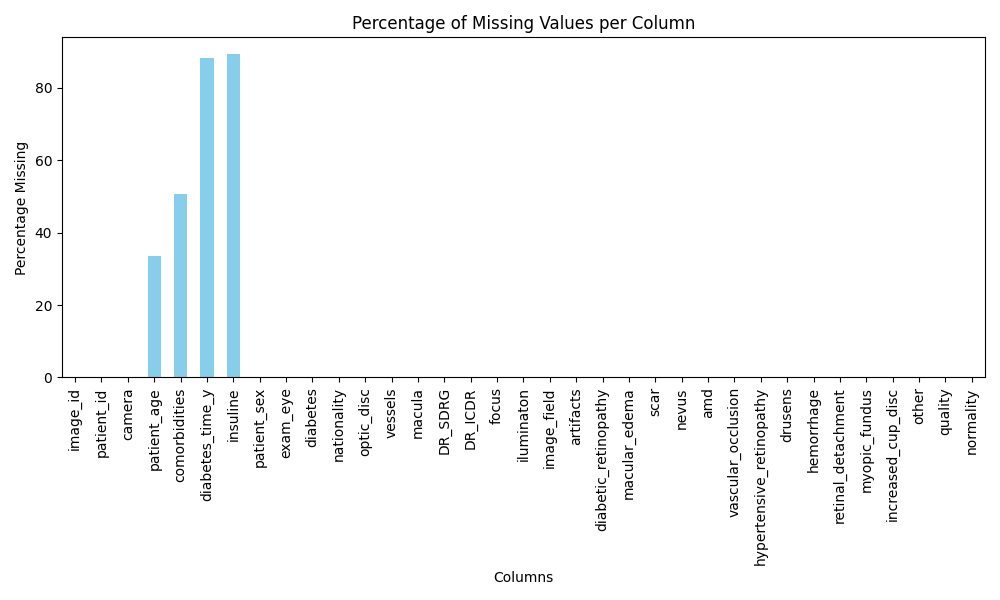 Percentage of Missing Values per Column
Percentage Missing
80
60
40
20
0
image_id
patient_id
camera
patient_age
comorbidities
diabetes_time_y
insuline
patient_sex
exam_eye
diabetes
nationality
optic_disc
vessels
macula
DR_SDRG
DR_ICDR
focus
iluminaton
image_field
artifacts
diabetic_retinopathy
macular_edema
scar
nevus
amd
vascular_occlusion
hypertensive_retinopathy
drusens
hemorrhage
retinal_detachment
myopic_fundus
increased_cup_disc
other
quality
normality
Columns